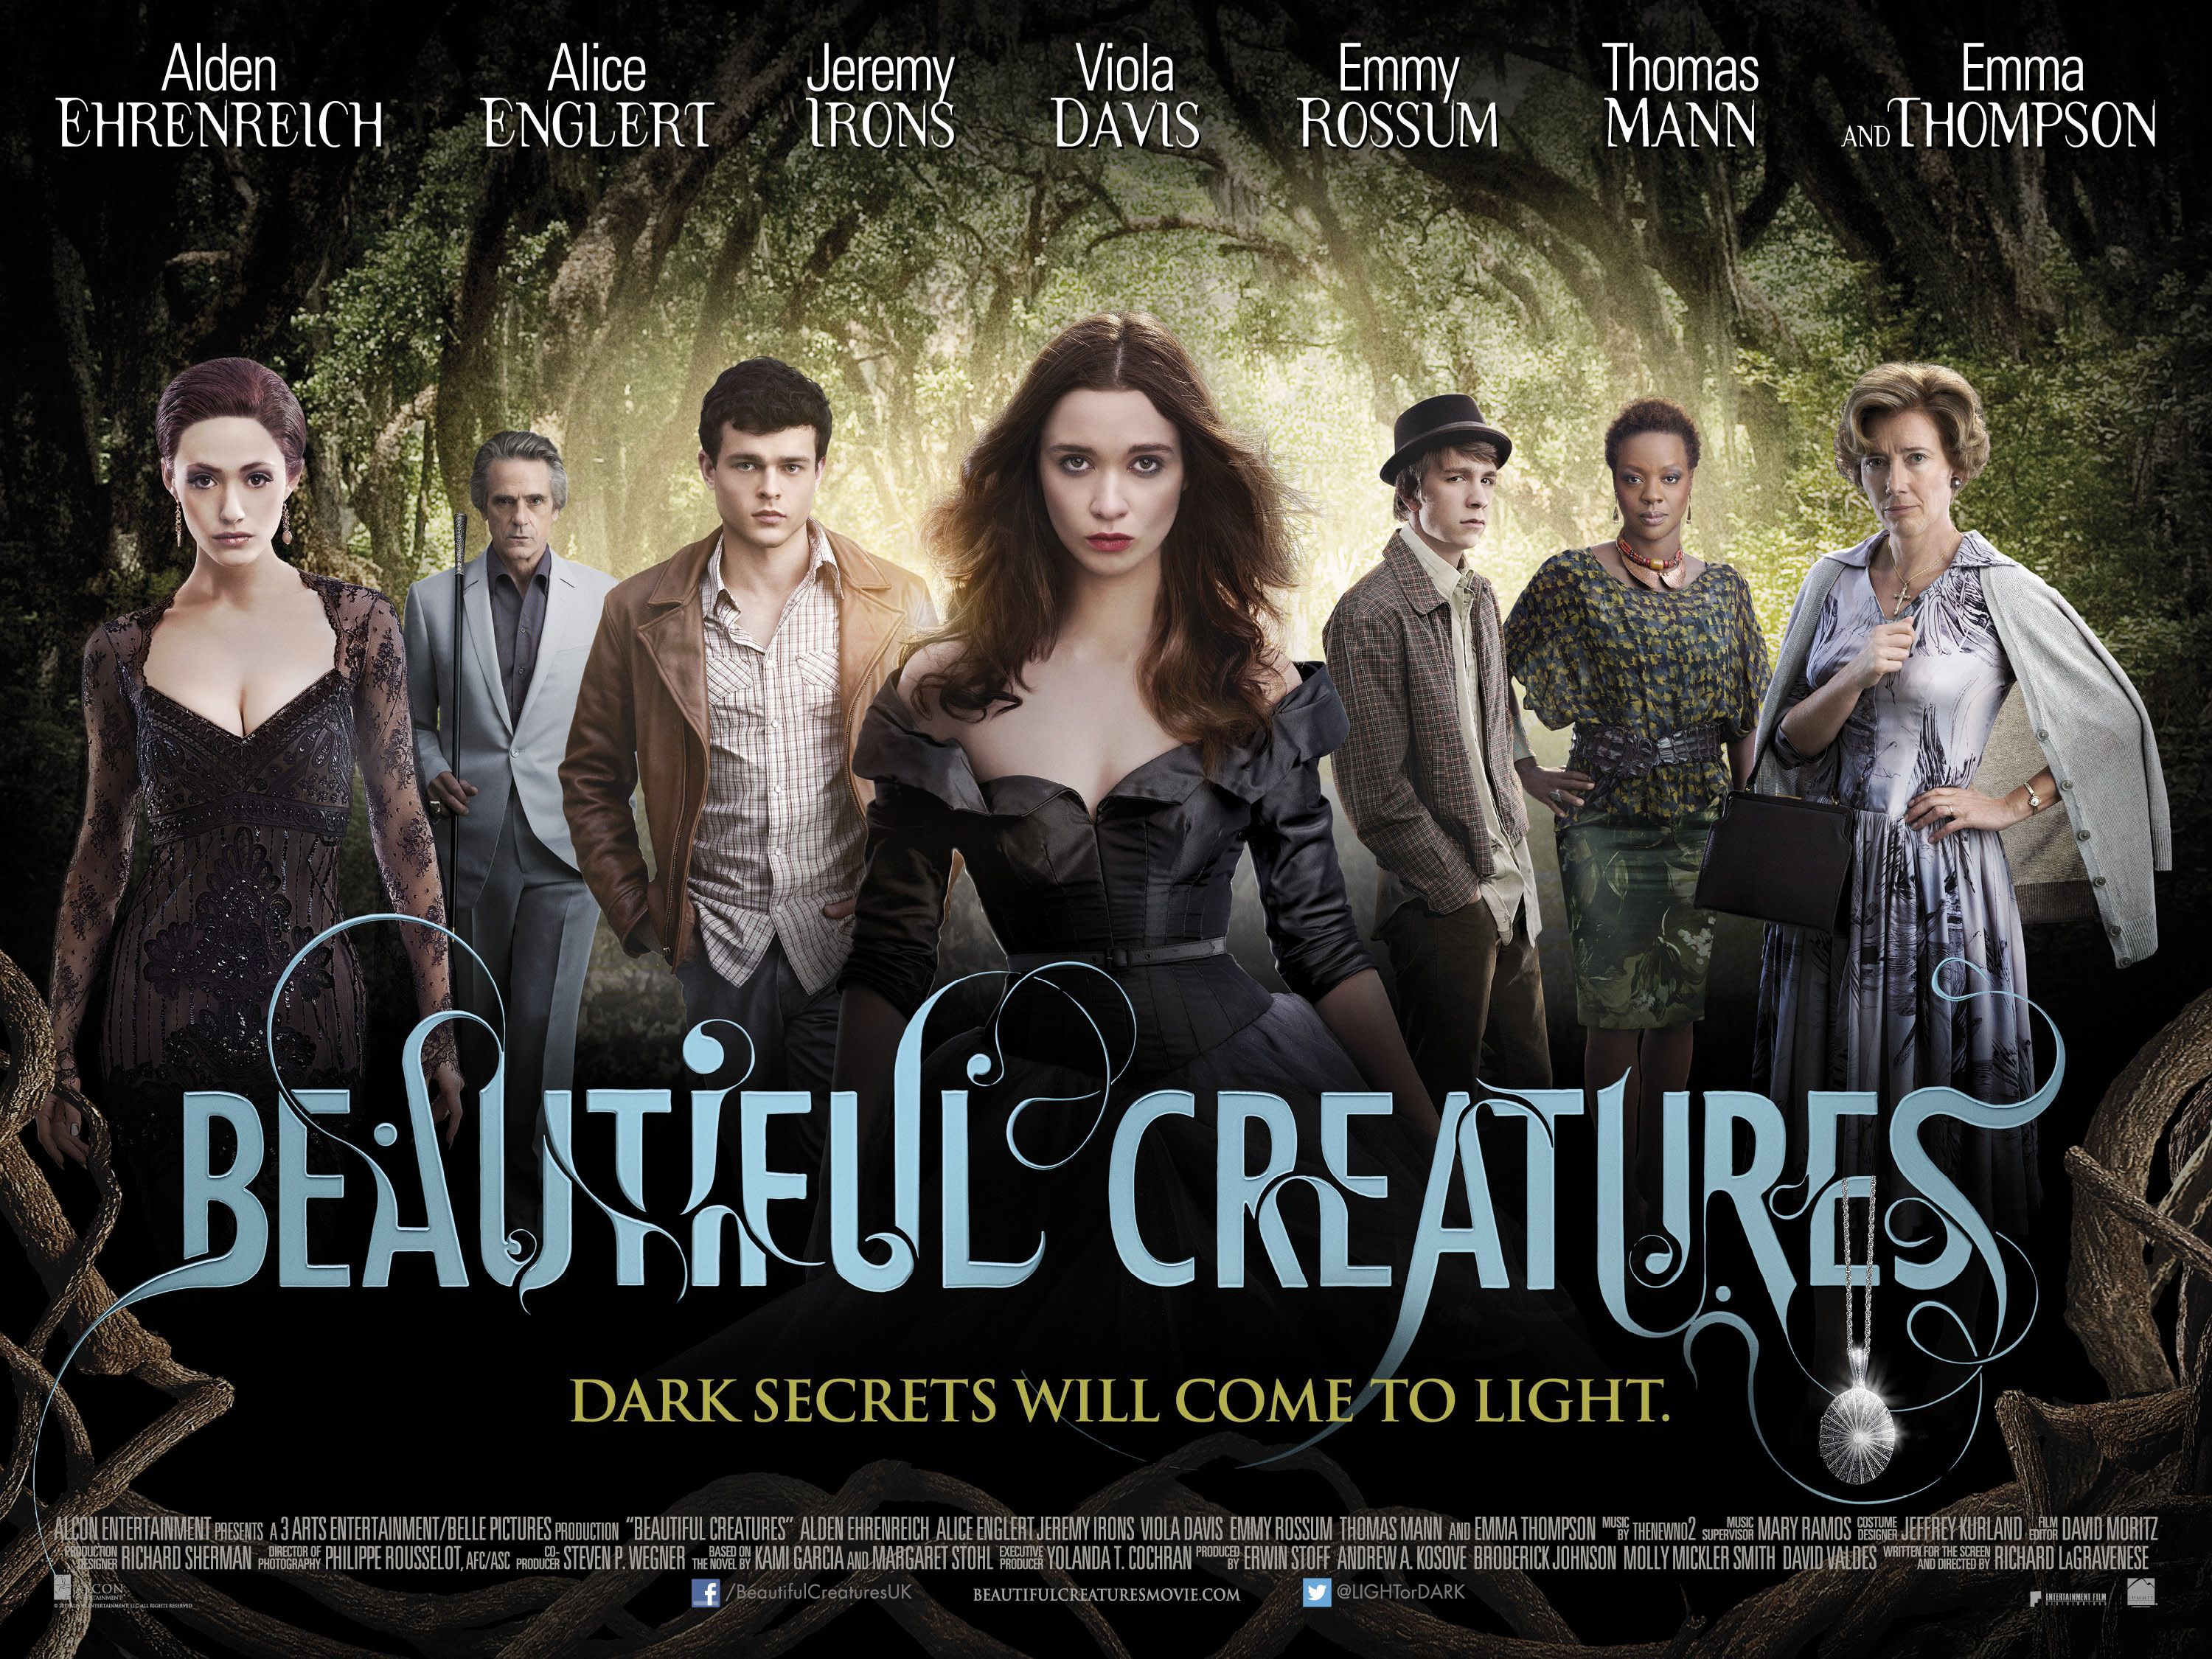 Alden EHRENREICH
Alice ENGLERT
Jeremy IRONS
Viola DAVIS
Emmy ROSSUM
Thomas MANN
AND Emma THOMPSON
BEAUTIFUL CREATURES
DARK SECRETS WILL COME TO LIGHT.
ALCON ENTERTAINMENT PRESENTS A 3 ARTS ENTERTAINMENT/BELLE PICTURES PRODUCTION "BEAUTIFUL CREATURES" ALDEN EHRENREICH ALICE ENGLERT JEREMY IRONS VIOLA DAVIS EMMY ROSSUM THOMAS MANN AND EMMA THOMPSON MUSIC BY THENEWNO2 MUSIC SUPERVISOR MARY RAMOS COSTUME DESIGNER JEFFREY KURLAND FILM EDITOR DAVID MORITZ
PRODUCTION DESIGNER RICHARD SHERMAN DIRECTOR OF PHOTOGRAPHY PHILIPPE ROUSSELOT, AFC/ASC CO-PRODUCER STEVEN P. WEGNER BASED ON THE NOVEL BY KAMI GARCIA AND MARGARET STOHL EXECUTIVE PRODUCER YOLANDA T. COCHRAN PRODUCED BY ERWIN STOFF ANDREW A. KOSOVE BRODERICK JOHNSON MOLLY MICKLER SMITH DAVID VALDES WRITTEN FOR THE SCREEN AND DIRECTED BY RICHARD LAGRAVENESE
ALCON ENTERTAINMENT
/BeautifulCreaturesUK
BEAUTIFULCREATURESMOVIE.COM
@LIGHTorDARK
ENTERTAINMENT FILM DISTRIBUTORS
SUMMIT